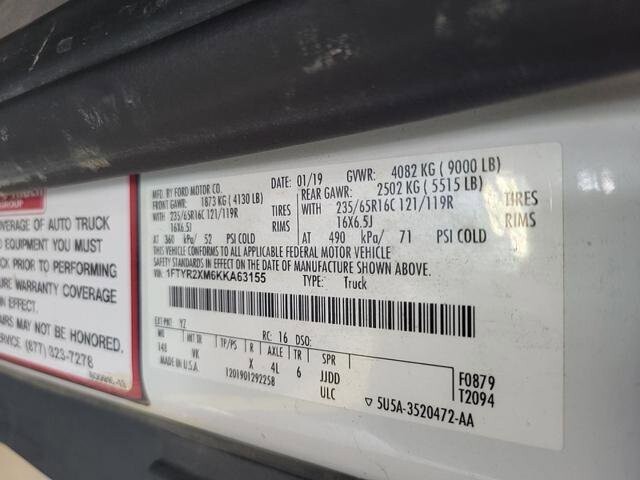 GROUP
OVERAGE OF AUTO TRUCK
D EQUIPMENT YOU MUST
CK PRIOR TO PERFORMING
SURE WARRANTY COVERAGE
IN EFFECT.
AIRS MAY NOT BE HONORED.
SERVICE (877) 323-7278
MFD. BY FORD MOTOR CO.
DATE: 01/19 GVWR: 4082 KG ( 9000 LB)
FRONT GAWR: 1873 KG ( 4130 LB) REAR GAWR: 2502 KG ( 5515 LB)
WITH 235/65R16C 121/119R TIRES WITH 235/65R16C 121/119R TIRES
16X6.5J RIMS 16X6.5J RIMS
AT 360 kPa/ 52 PSI COLD AT 490 kPa/ 71 PSI COLD
THIS VEHICLE CONFORMS TO ALL APPLICABLE FEDERAL MOTOR VEHICLE
SAFETY STANDARDS IN EFFECT ON THE DATE OF MANUFACTURE SHOWN ABOVE.
VIN: 1FTYR2XM6KKA63155 TYPE: Truck
EXT PNT: YZ RC: 16 DSO:
WB INT TR TP/PS R AXLE TR SPR
148 VK X 4L 6 JJDD
MADE IN U.S.A. 1201901292258 ULC
F0879
T2094
▽ 5U5A-3520472-AA